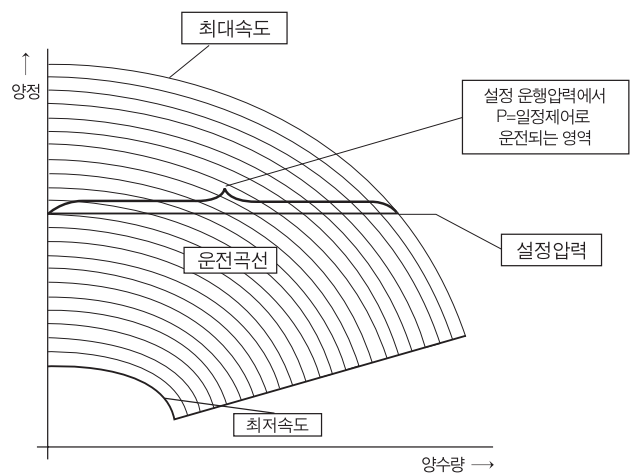 최대속도
↑
양정
설정 운행압력에서
P=일정제어로
운전되는 영역
운전곡선
설정압력
최저속도
양수량 →